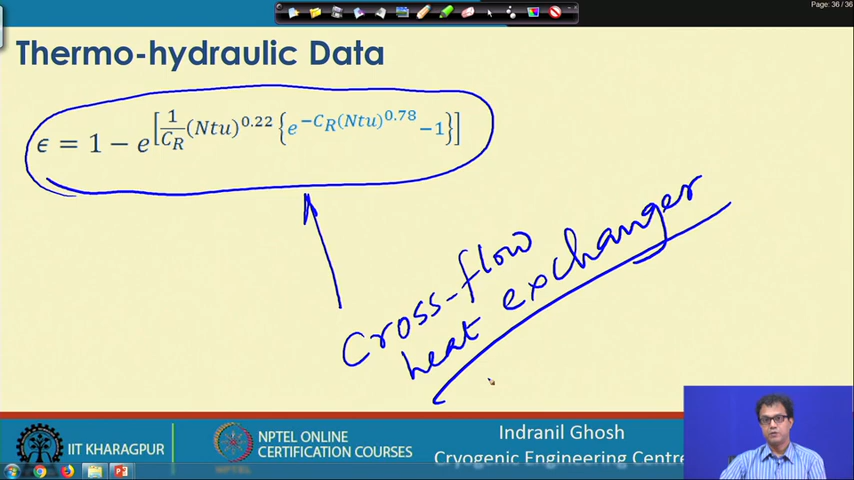 Page: 36 / 36
Thermo-hydraulic Data
ϵ = 1 − e^[1/C_R (Ntu)^0.22 {e^−C_R(Ntu)^0.78 −1}]
Cross-flow
heat exchanger
IIT KHARAGPUR
NPTEL ONLINE
CERTIFICATION COURSES
Indranil Ghosh
Cryogenic Engineering Centre